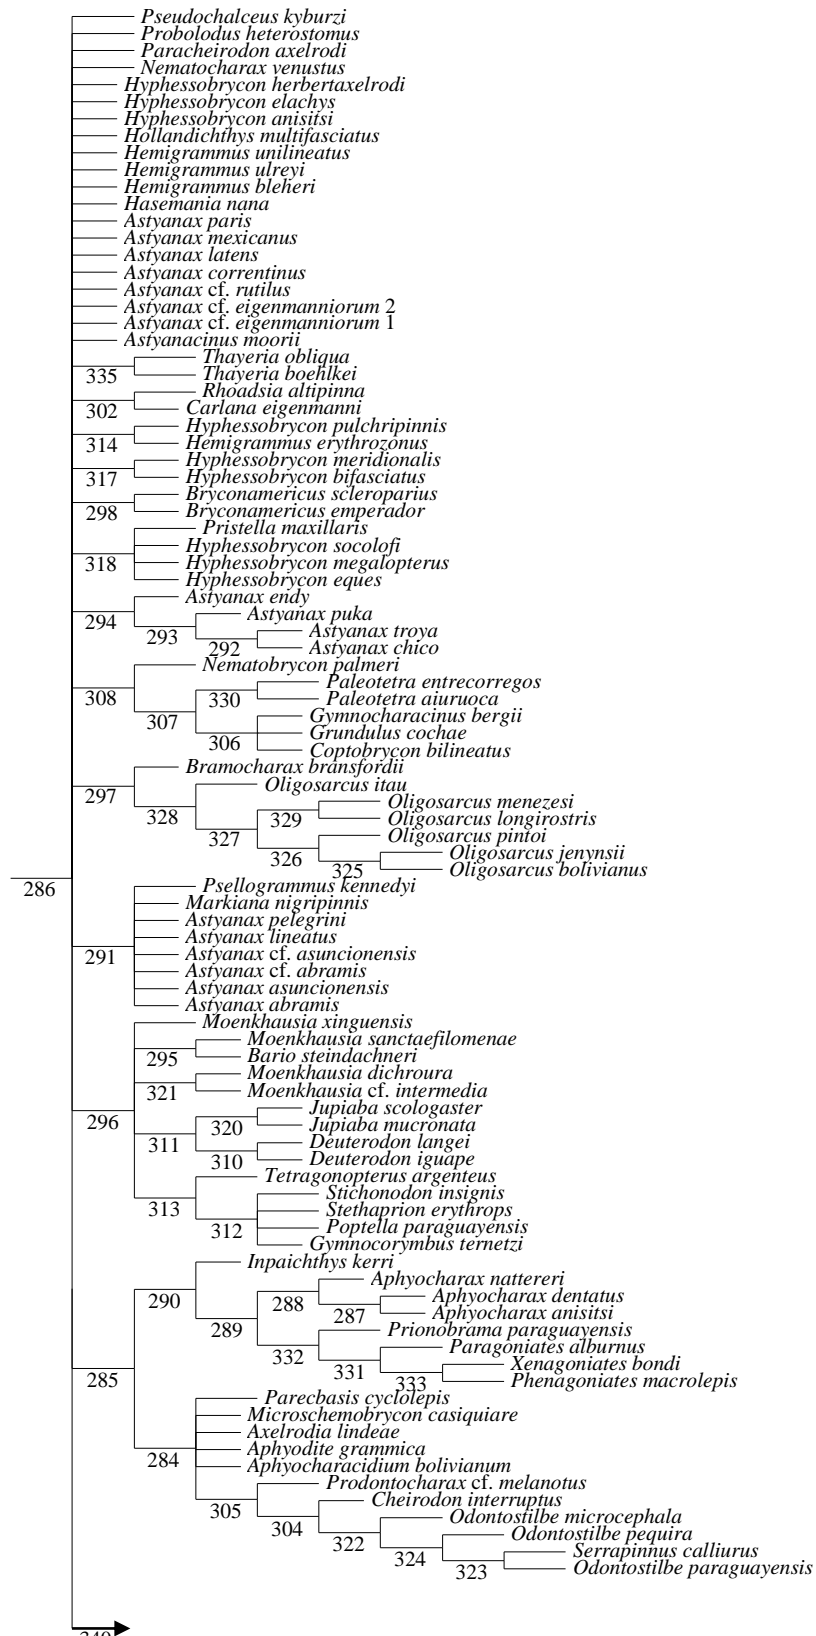 Pseudochalceus kyburzi
Probolodus heterostomus
Paracheirodon axelrodi
Nematocharax venustus
Hyphessobrycon herbertaxelrodi
Hyphessobrycon elachys
Hyphessobrycon anisitsi
Hollandichthys multifasciatus
Hemigrammus unilineatus
Hemigrammus ulreyi
Hemigrammus bleheri
Hasemania nana
Astyanax paris
Astyanax mexicanus
Astyanax latens
Astyanax correntinus
Astyanax cf. rutilus
Astyanax cf. eigenmanniorum 2
Astyanax cf. eigenmanniorum 1
Astyanacinus moorii
Thayeria obliqua
335
Thayeria boehlkei
Rhoadsia altipinna
302
Carlana eigenmanni
Hyphessobrycon pulchripinnis
314
Hemigrammus erythrozonus
Hyphessobrycon meridionalis
317
Hyphessobrycon bifasciatus
Bryconamericus scleroparius
298
Bryconamericus emperador
Pristella maxillaris
Hyphessobrycon socolofi
318
Hyphessobrycon megalopterus
Hyphessobrycon eques
Astyanax endy
294
Astyanax puka
293
Astyanax troya
292
Astyanax chico
Nematobrycon palmeri
308
Paleotetra entrecorregos
330
Paleotetra aiuruoca
307
Gymnocharacinus bergii
Grundulus cochae
306
Coptobrycon bilineatus
Bramocharax bransfordii
297
Oligosarcus itau
328
Oligosarcus menezesi
329
Oligosarcus longirostris
327
Oligosarcus pintoi
326
Oligosarcus jenynsii
325
Oligosarcus bolivianus
286
Psellogrammus kennedyi
Markiana nigripinnis
Astyanax pelegrini
Astyanax lineatus
291
Astyanax cf. asuncionensis
Astyanax cf. abramis
Astyanax asuncionensis
Astyanax abramis
Moenkhausia xinguensis
Moenkhausia sanctaefilomenae
295
Bario steindachneri
Moenkhausia dichroura
321
Moenkhausia cf. intermedia
296
Jupiaba scologaster
320
Jupiaba mucronata
311
Deuterodon langei
310
Deuterodon iguape
Tetragonopterus argenteus
313
Stichonodon insignis
Stethaprion erythrops
312
Poptella paraguayensis
Gymnocorymbus ternetzi
Inpaichthys kerri
290
Aphyocharax nattereri
288
Aphyocharax dentatus
287
Aphyocharax anisitsi
289
Prionobrama paraguayensis
332
Paragoniates alburnus
331
Xenagoniates bondi
333
Phenagoniates macrolepis
285
Parecbasis cyclolepis
Microschemobrycon casiquiare
Axelrodia lindeae
284
Aphyodite grammica
Aphyocharacidium bolivianum
305
Prodontocharax cf. melanotus
304
Cheirodon interruptus
322
Odontostilbe microcephala
324
Odontostilbe pequira
323
Serrapinnus calliurus
Odontostilbe paraguayensis